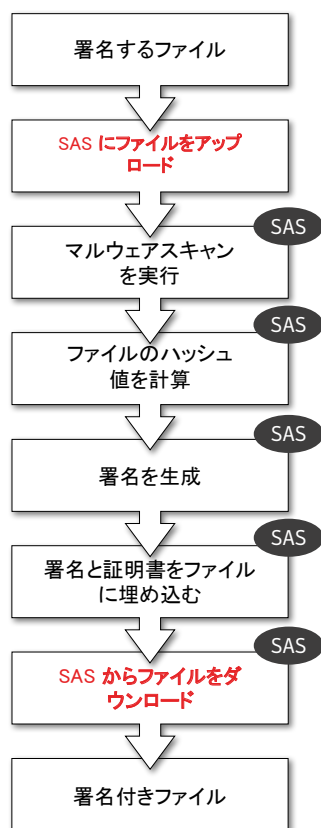 署名するファイル
SAS にファイルをアップ
ロード
SAS
マルウェアスキャン
を実行
SAS
ファイルのハッシュ
値を計算
SAS
署名を生成
SAS
署名と証明書をファイル
に埋め込む
SAS
SAS からファイルをダ
ウンロード
署名付きファイル